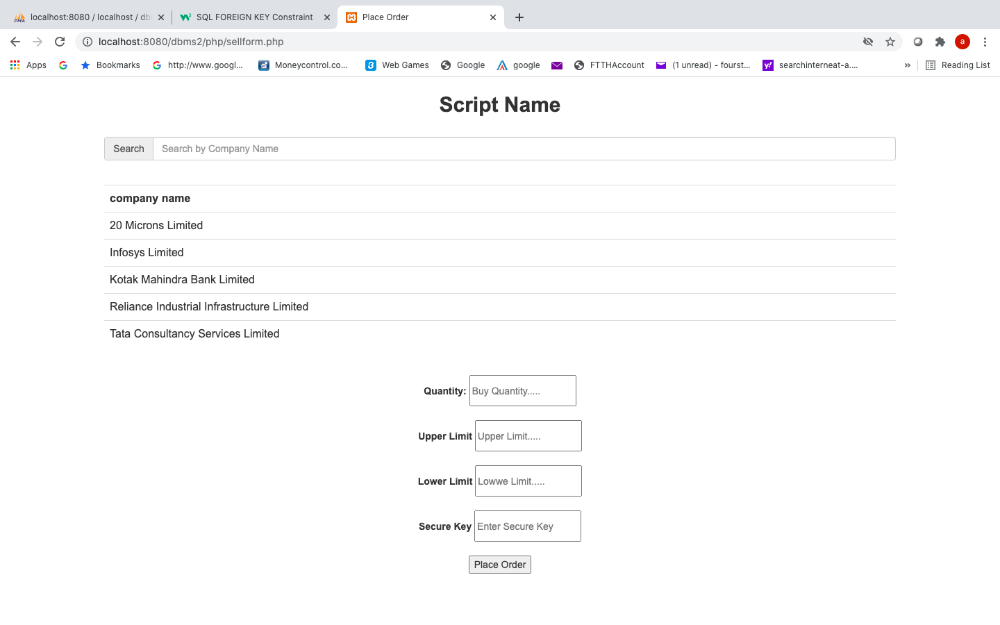 localhost:8080 / localhost / db
SQL FOREIGN KEY Constraint
Place Order
localhost:8080/dbms2/php/sellform.php
a
Apps
Bookmarks
http://www.googl...
Moneycontrol.co...
Web Games
Google
google
FTTHAccount
(1 unread) - fourst...
searchinterneat-a....
»
Reading List
Script Name
Search
Search by Company Name
company name
20 Microns Limited
Infosys Limited
Kotak Mahindra Bank Limited
Reliance Industrial Infrastructure Limited
Tata Consultancy Services Limited
Quantity: Buy Quantity.....
Upper Limit Upper Limit.....
Lower Limit Lowwe Limit.....
Secure Key Enter Secure Key
Place Order